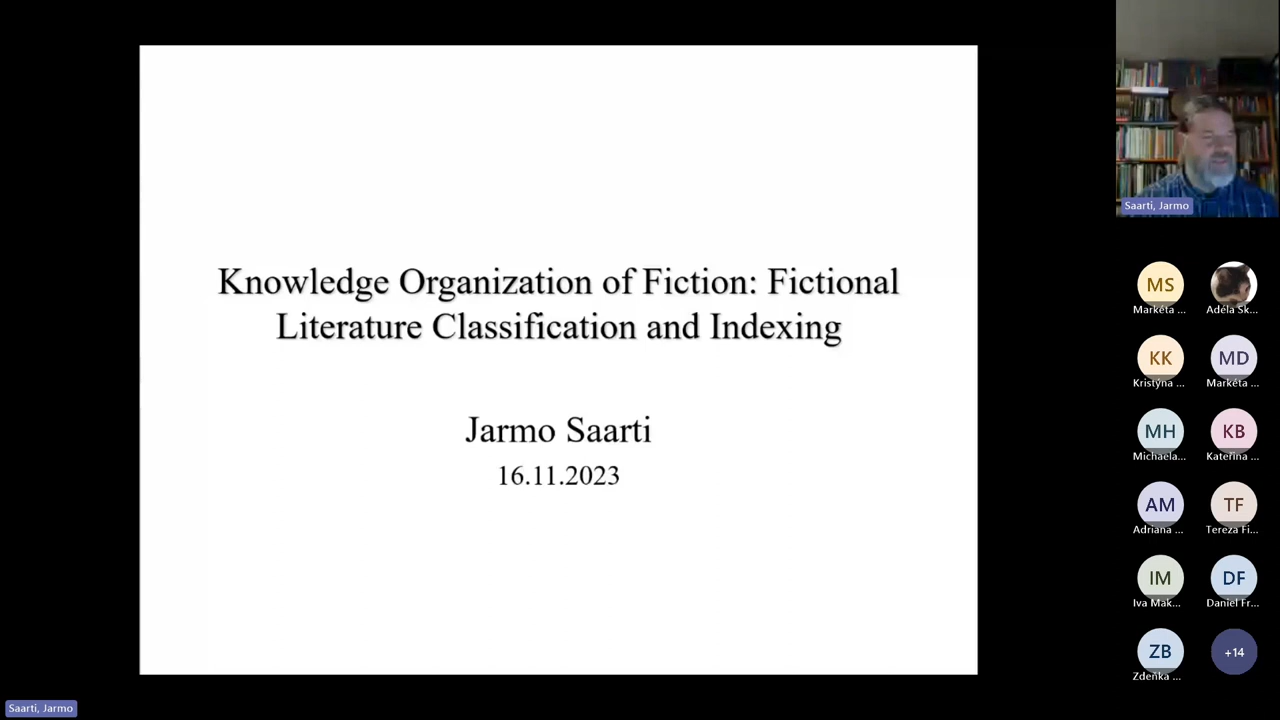 Knowledge Organization of Fiction: Fictional
Literature Classification and Indexing
Jarmo Saarti
16.11.2023
Saarti, Jarmo
MS
Markéta ...
Adéla Sk...
KK
Kristýna ...
MD
Markéta ...
MH
Michaela...
KB
Kateřina ...
AM
Adriana ...
TF
Tereza Fi...
IM
Iva Mak...
DF
Daniel Fr...
ZB
Zdeňka ...
+14
Saarti, Jarmo